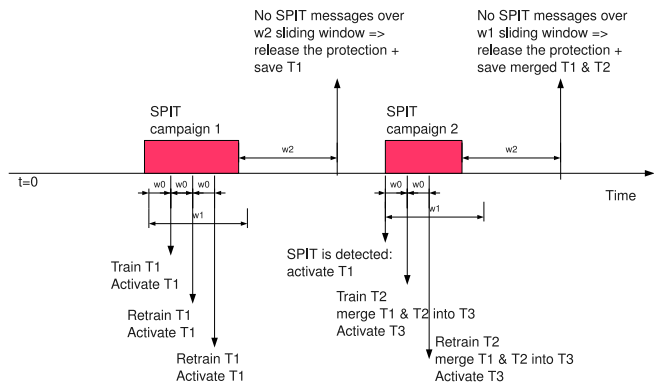 No SPIT messages over
w2 sliding window =>
release the protection +
save T1
No SPIT messages over
w1 sliding window =>
release the protection +
save merged T1 & T2
SPIT
campaign 1
SPIT
campaign 2
w2
w2
t=0
Time
w0 w0 w0
w1
w0 w0
w1
Train T1
Activate T1
Retrain T1
Activate T1
Retrain T1
Activate T1
SPIT is detected:
activate T1
Train T2
merge T1 & T2 into T3
Activate T3
Retrain T2
merge T1 & T2 into T3
Activate T3